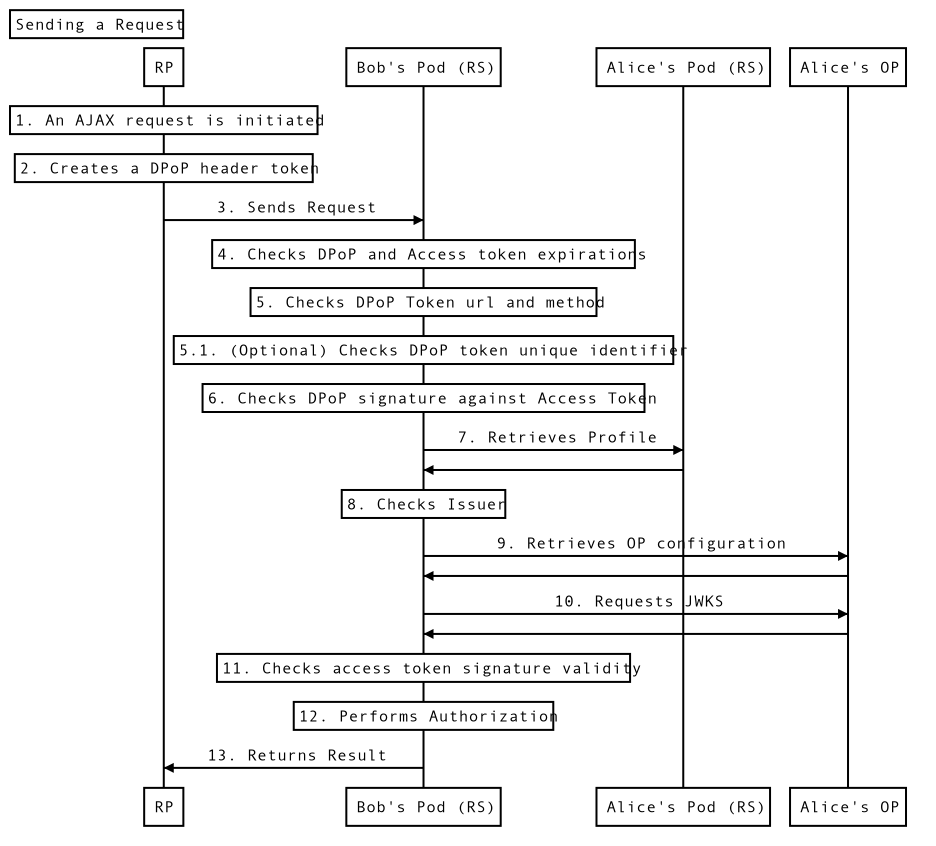 Sending a Request
RP
Bob's Pod (RS)
Alice's Pod (RS)
Alice's OP
1. An AJAX request is initiated
2. Creates a DPoP header token
3. Sends Request
4. Checks DPoP and Access token expirations
5. Checks DPoP Token url and method
5.1. (Optional) Checks DPoP token unique identifier
6. Checks DPoP signature against Access Token
7. Retrieves Profile
8. Checks Issuer
9. Retrieves OP configuration
10. Requests JWKS
11. Checks access token signature validity
12. Performs Authorization
13. Returns Result
RP
Bob's Pod (RS)
Alice's Pod (RS)
Alice's OP